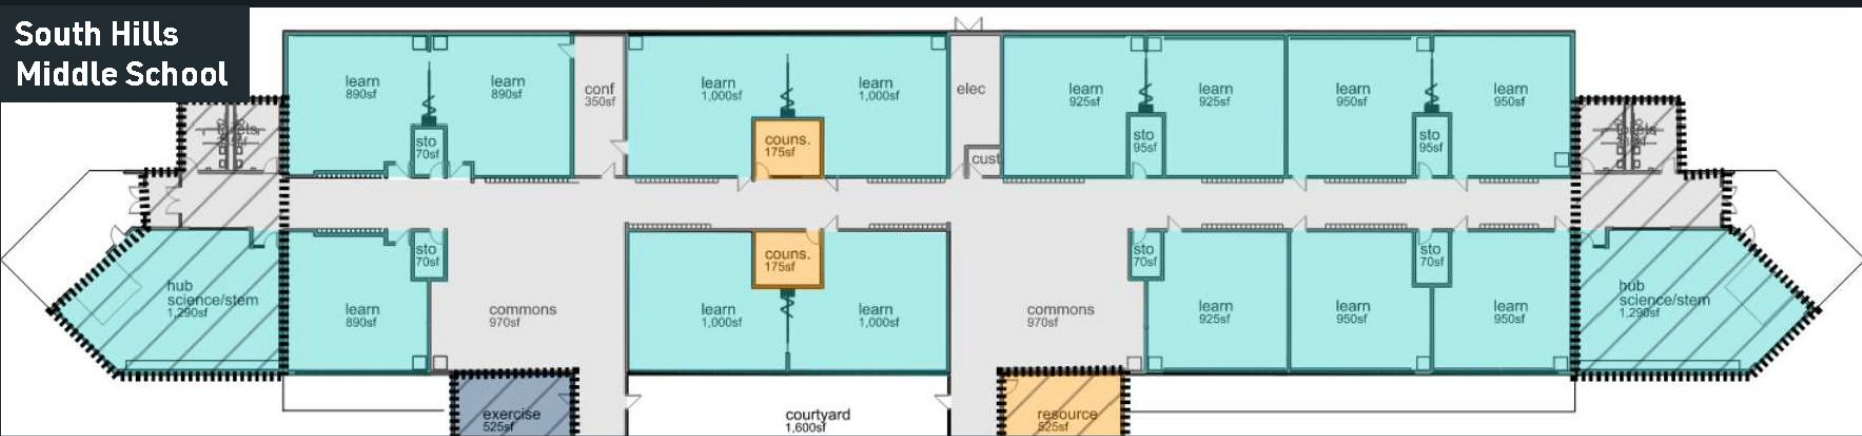 South Hills
Middle School
learn
890sf
learn
890sf
conf
350sf
learn
1,000sf
learn
1,000sf
elec
learn
925sf
learn
925sf
learn
950sf
learn
950sf
sto
70sf
couns.
175sf
cust
sto
95sf
sto
95sf
sto
70sf
couns.
175sf
sto
70sf
sto
70sf
hub
science/stem
1,290sf
learn
890sf
commons
970sf
learn
1,000sf
learn
1,000sf
commons
970sf
learn
925sf
learn
950sf
learn
950sf
hub
science/stem
1,290sf
exercise
525sf
courtyard
1,600sf
resource
525sf